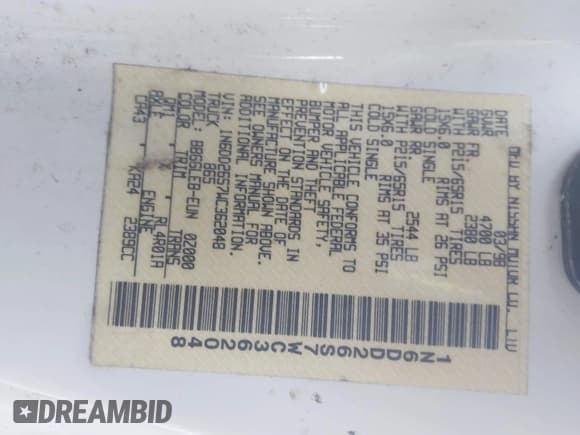 MFD BY NISSAN MOTOR CO. LTD.
DATE 03/98
GVWR 4700 LB
GAWR FR 2380 LB
WITH P215/65R15 TIRES
15X6.0 RIMS AT 26 PSI
COLD SINGLE
GAWR RR 2544 LB
WITH P215/65R15 TIRES
15X6.0 RIMS AT 35 PSI
COLD SINGLE
THIS VEHICLE CONFORMS TO
ALL APPLICABLE FEDERAL
MOTOR VEHICLE SAFETY,
BUMPER AND THEFT
PREVENTION STANDARDS IN
EFFECT ON THE DATE OF
MANUFACTURE SHOWN ABOVE.
SEE OWNERS MANUAL FOR
ADDITIONAL INFORMATION.
VIN: 1N6DD26S7WC362048
TRUCK
MODEL:
COLOR TRIM TRANS
RL4R01A
ENGINE
KA24 2389CC
1N6DD26S7WC362048
DREAMBID